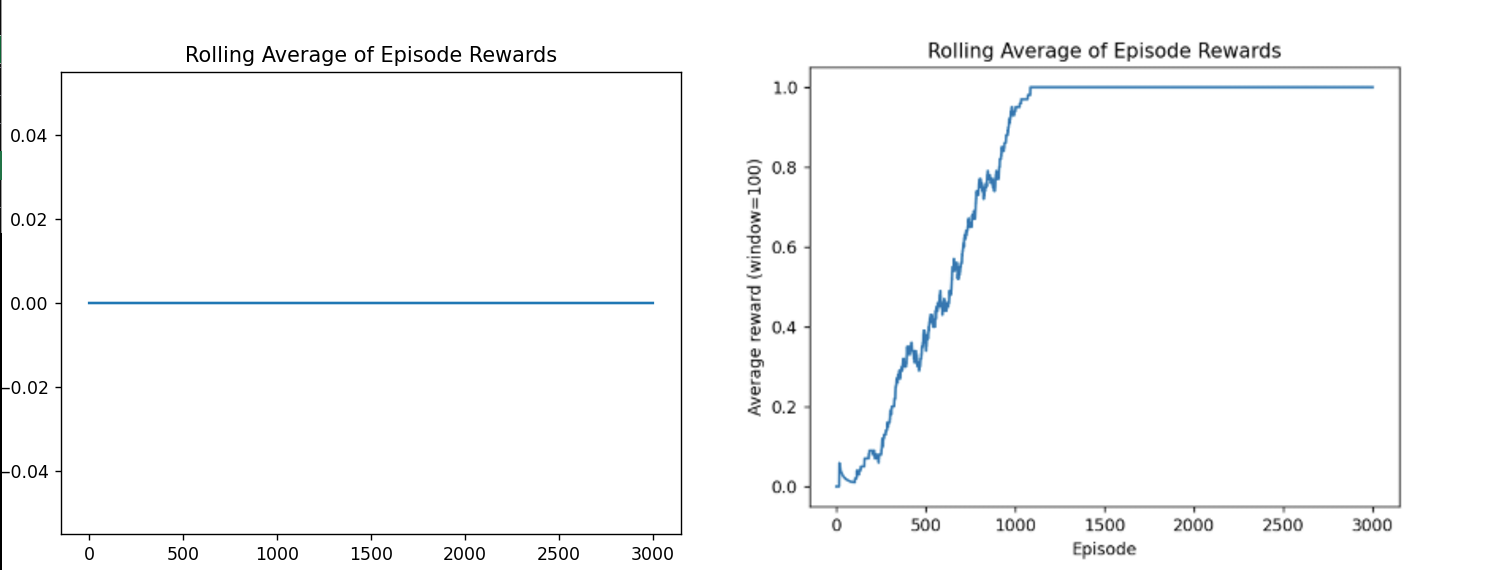 Rolling Average of Episode Rewards
0.04
0.02
0.00
−0.02
−0.04
0 500 1000 1500 2000 2500 3000
Rolling Average of Episode Rewards
Average reward (window=100)
1.0
0.8
0.6
0.4
0.2
0.0
0 500 1000 1500 2000 2500 3000
Episode